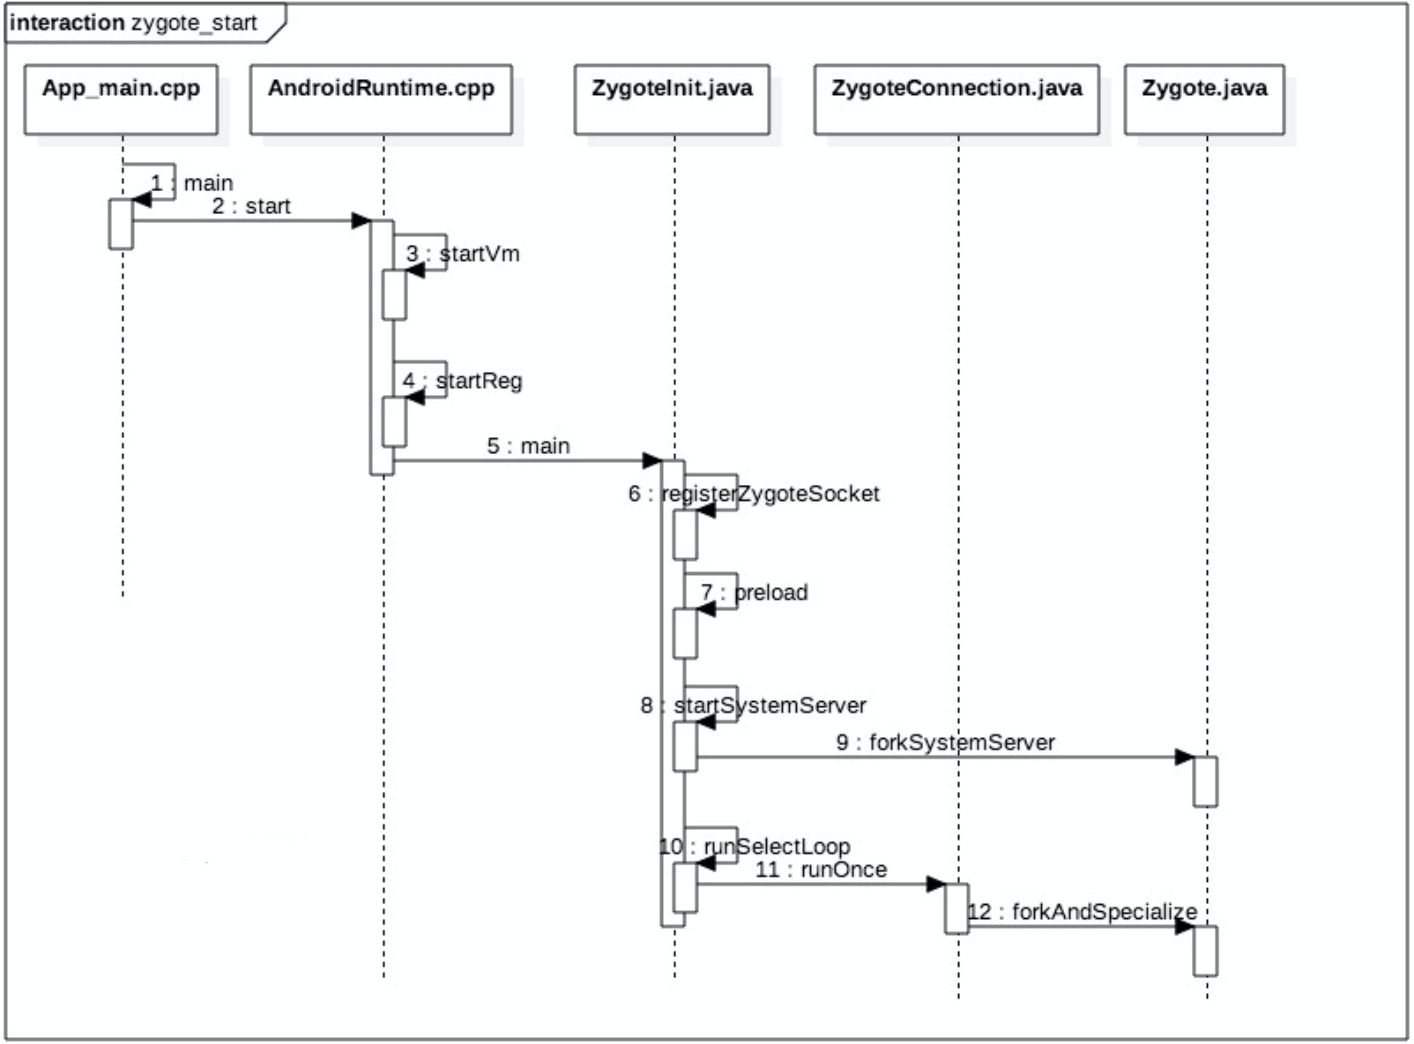 interaction zygote_start
App_main.cpp
AndroidRuntime.cpp
ZygoteInit.java
ZygoteConnection.java
Zygote.java
1 : main
2 : start
3 : startVm
4 : startReg
5 : main
6 : registerZygoteSocket
7 : preload
8 : startSystemServer
9 : forkSystemServer
10 : runSelectLoop
11 : runOnce
12 : forkAndSpecialize